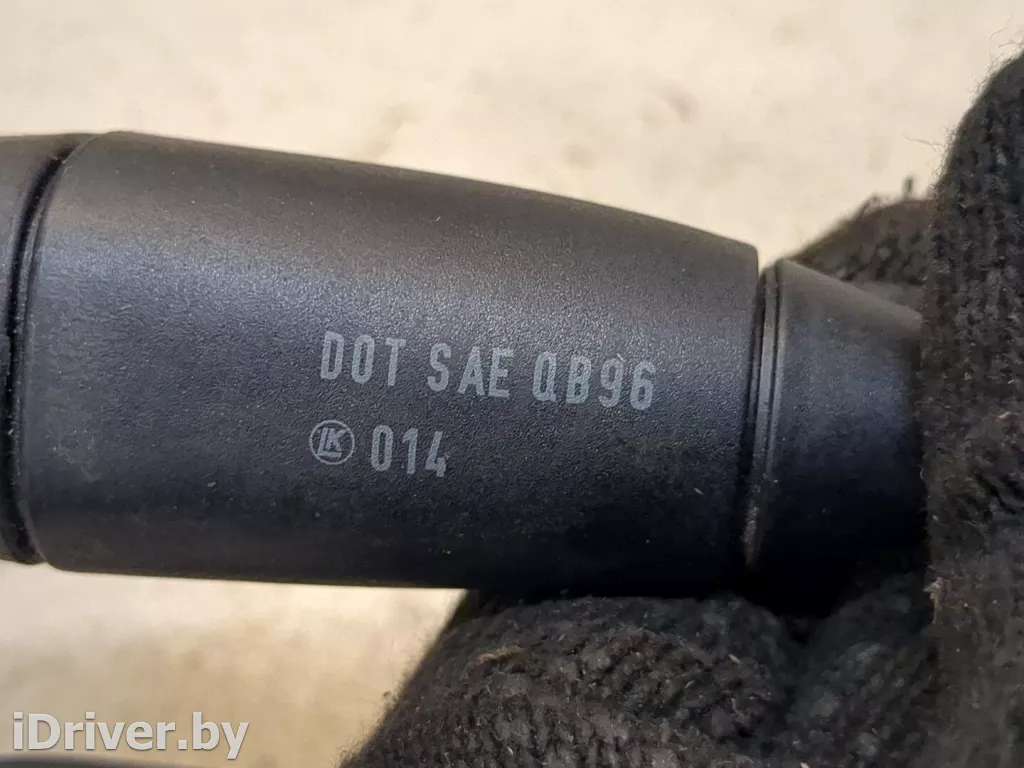 DOT SAE QB96
LK 014
iDriver.by